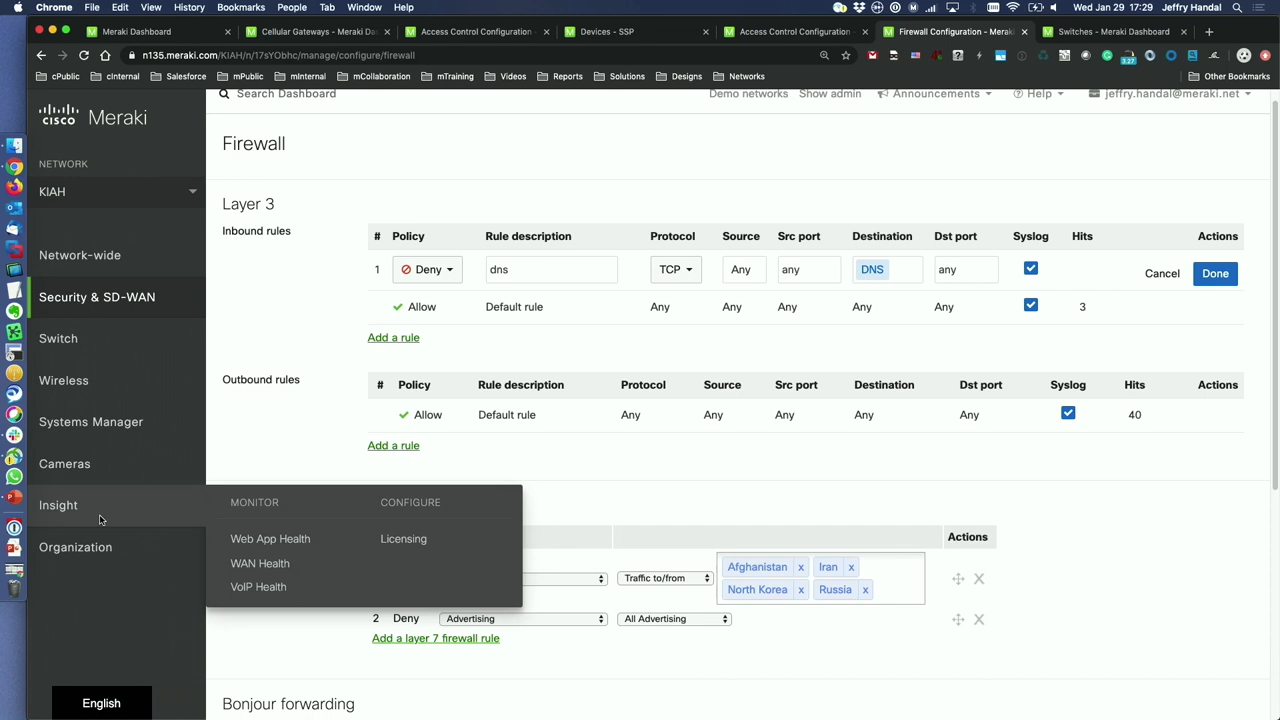 Chrome File Edit View History Bookmarks People Tab Window Help Wed Jan 29 17:29 Jeffry Handal
Meraki Dashboard Cellular Gateways - Meraki Da Access Control Configuration - Devices - SSP Access Control Configuration Firewall Configuration - Merak Switches - Meraki Dashboard
n135.meraki.com/KIAH/n/17sYObhc/manage/configure/firewall
3.27
cPublic cInternal Salesforce mPublic mInternal mCollaboration mTraining Videos Reports Solutions Designs Networks Other Bookmarks
Search Dashboard Demo networks Show admin Announcements Help jeffry.handal@meraki.net
cisco Meraki
NETWORK
KIAH
Network-wide
Security & SD-WAN
Switch
Wireless
Systems Manager
Cameras
Insight
Organization
English
Firewall
Layer 3
Inbound rules
# Policy Rule description Protocol Source Src port Destination Dst port Syslog Hits Actions
1 Deny dns TCP Any any DNS any Cancel Done
Allow Default rule Any Any Any Any Any 3
Add a rule
Outbound rules
# Policy Rule description Protocol Source Src port Destination Dst port Syslog Hits Actions
Allow Default rule Any Any Any Any Any 40
Add a rule
MONITOR CONFIGURE
Web App Health Licensing
WAN Health
VoIP Health
Actions
Traffic to/from Afghanistan x Iran x
North Korea x Russia x
2 Deny Advertising All Advertising
Add a layer 7 firewall rule
Bonjour forwarding